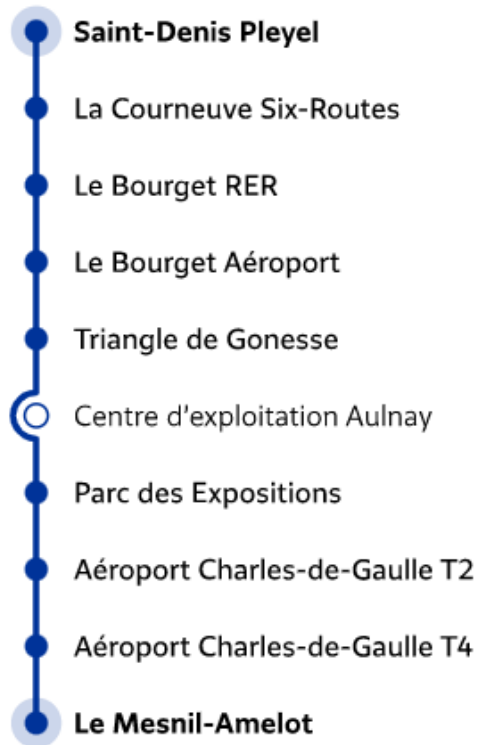 Saint-Denis Pleyel
La Courneuve Six-Routes
Le Bourget RER
Le Bourget Aéroport
Triangle de Gonesse
Centre d'exploitation Aulnay
Parc des Expositions
Aéroport Charles-de-Gaulle T2
Aéroport Charles-de-Gaulle T4
Le Mesnil-Amelot